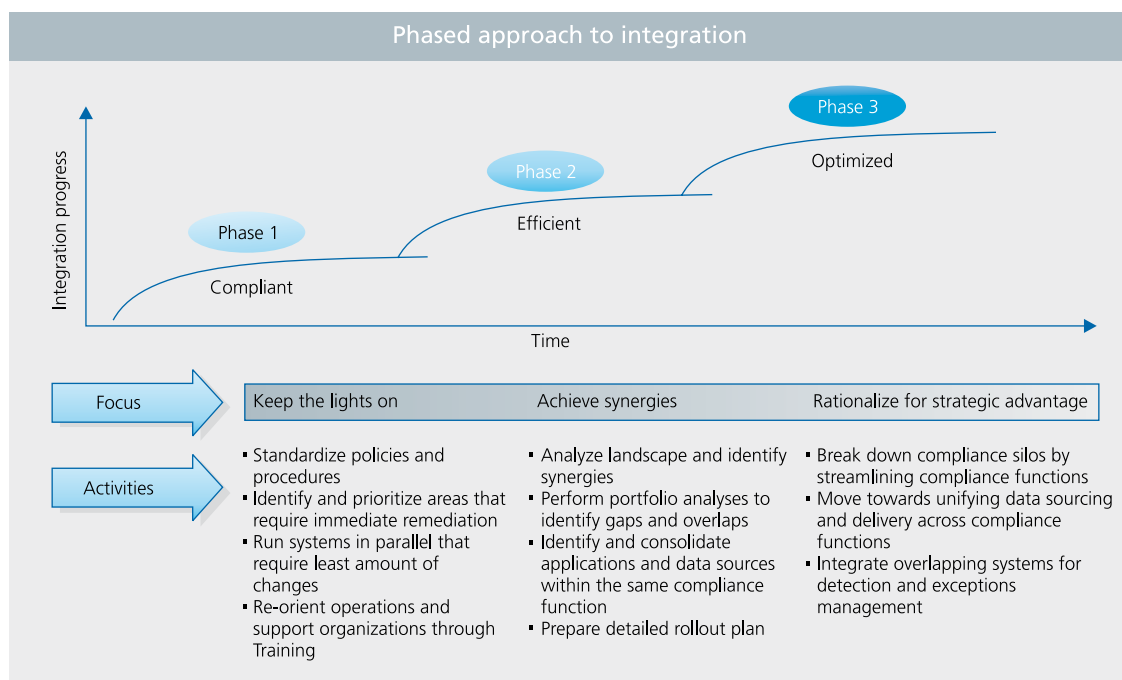 Phased approach to integration
Integration progress
Phase 1
Compliant
Phase 2
Efficient
Phase 3
Optimized
Time
Focus
Keep the lights on
Achieve synergies
Rationalize for strategic advantage
Activities
▪ Standardize policies and
procedures
▪ Identify and prioritize areas that
require immediate remediation
▪ Run systems in parallel that
require least amount of
changes
▪ Re-orient operations and
support organizations through
Training
▪ Analyze landscape and identify
synergies
▪ Perform portfolio analyses to
identify gaps and overlaps
▪ Identify and consolidate
applications and data sources
within the same compliance
function
▪ Prepare detailed rollout plan
▪ Break down compliance silos by
streamlining compliance functions
▪ Move towards unifying data sourcing
and delivery across compliance
functions
▪ Integrate overlapping systems for
detection and exceptions
management